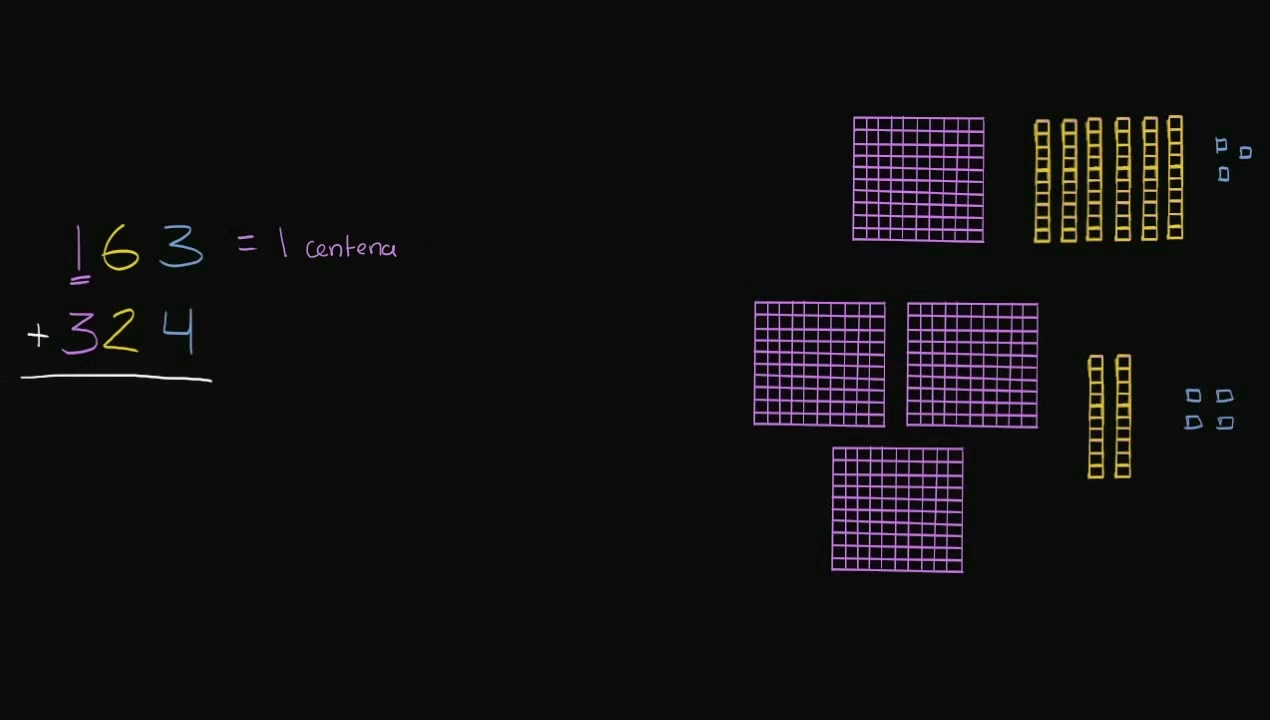 163 = 1 centena
+ 324